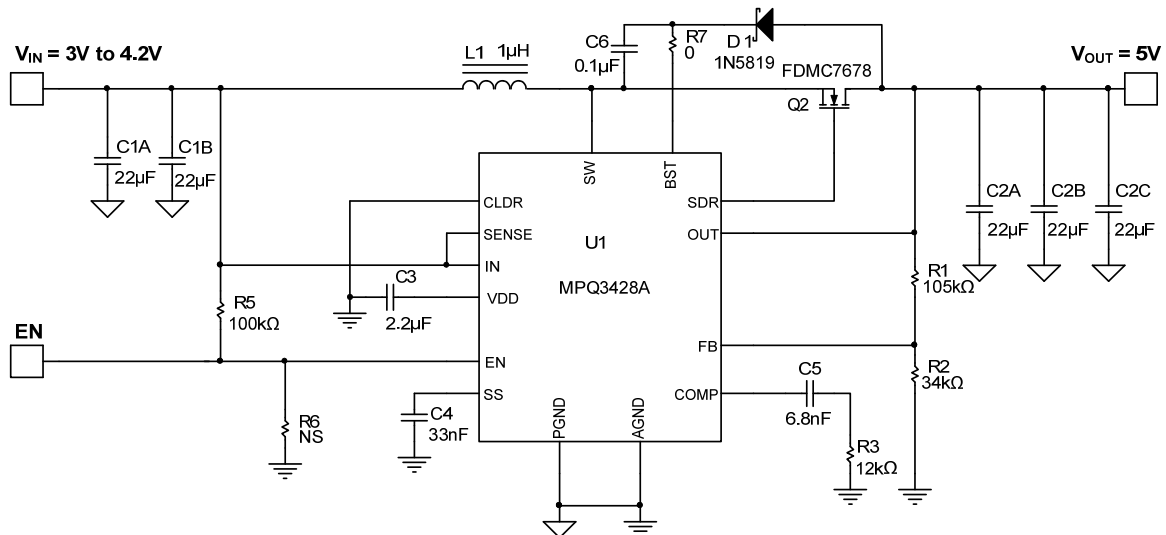 VIN = 3V to 4.2V
L1 1µH
C6
0.1µF
R7
0
D1
1N5819
FDMC7678
Q2
VOUT = 5V
C1A
22µF
C1B
22µF
SW
BST
CLDR
SENSE
IN
VDD
EN
SS
U1
MPQ3428A
SDR
OUT
FB
COMP
PGND
AGND
C2A
22µF
C2B
22µF
C2C
22µF
C3
2.2µF
R5
100kΩ
EN
R6
NS
C4
33nF
R1
105kΩ
R2
34kΩ
C5
6.8nF
R3
12kΩ